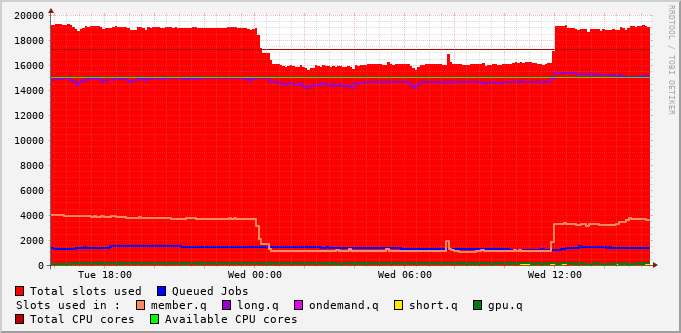 RRDTOOL / TOBI OETIKER
20000
18000
16000
14000
12000
10000
8000
6000
4000
2000
0
Tue 18:00 Wed 00:00 Wed 06:00 Wed 12:00
Total slots used Queued Jobs
Slots used in : member.q long.q ondemand.q short.q gpu.q
Total CPU cores Available CPU cores